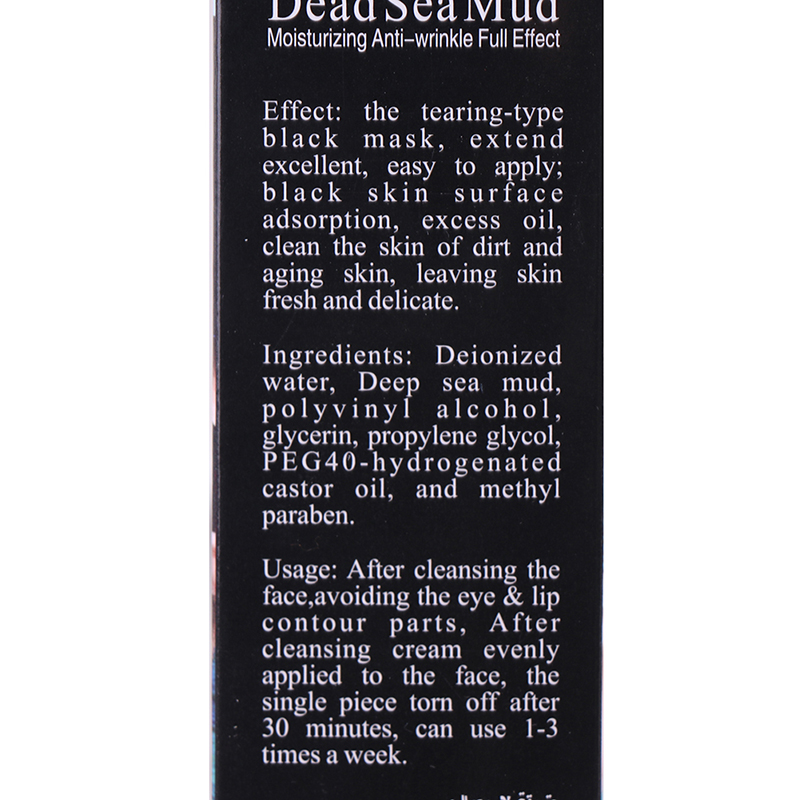 Dead Sea Mud
Moisturizing Anti-wrinkle Full Effect
Effect: the tearing-type
black mask, extend
excellent, easy to apply;
black skin surface
adsorption, excess oil,
clean the skin of dirt and
aging skin, leaving skin
fresh and delicate.
Ingredients: Deionized
water, Deep sea mud,
polyvinyl alcohol,
glycerin, propylene glycol,
PEG40-hydrogenated
castor oil, and methyl
paraben.
Usage: After cleansing the
face,avoiding the eye & lip
contour parts, After
cleansing cream evenly
applied to the face, the
single piece torn off after
30 minutes, can use 1-3
times a week.